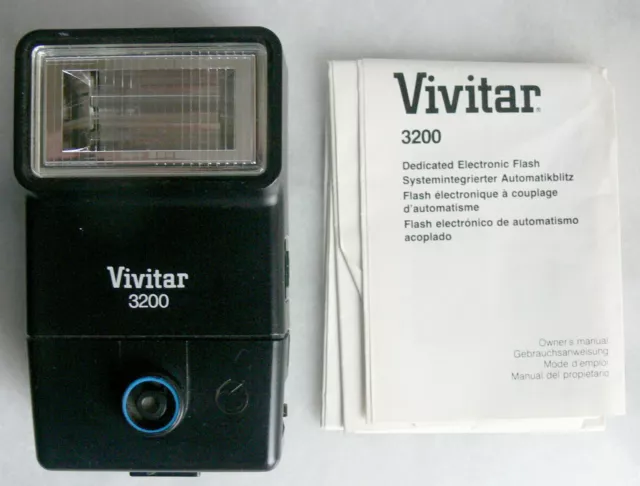 Vivitar
3200
Vivitar®
3200
Dedicated Electronic Flash
Systemintegrierter Automatikblitz
Flash électronique à couplage
d'automatisme
Flash electrónico de automatismo
acoplado
Owner's manual
Gebrauchsanweisung
Mode d'emploi
Manual del propietario